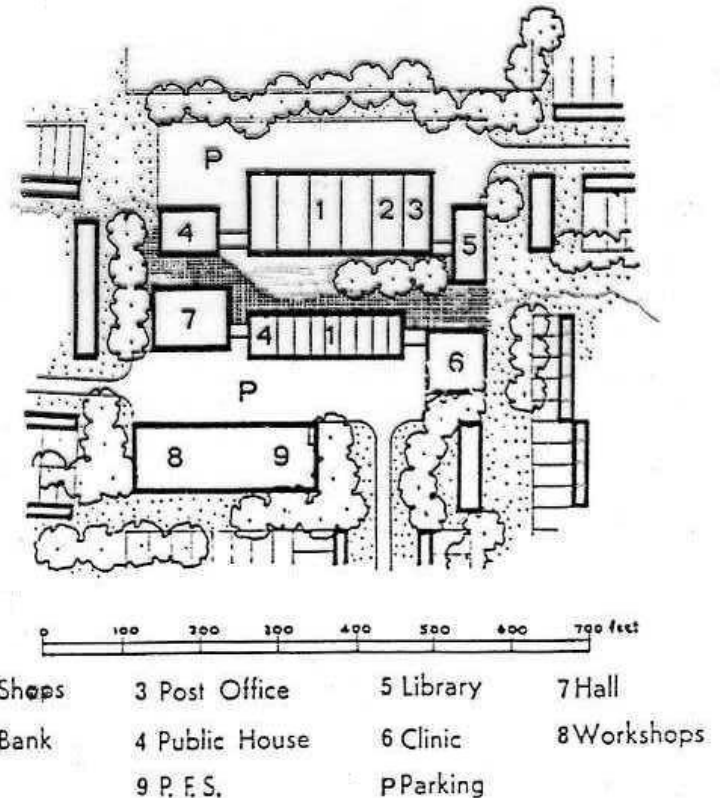 P
1 2 3
4 5
7 4 1
6
P
8 9
0 100 200 300 400 500 600 700 feet
Shops 3 Post Office 5 Library 7 Hall
Bank 4 Public House 6 Clinic 8 Workshops
9 P. F. S. P Parking